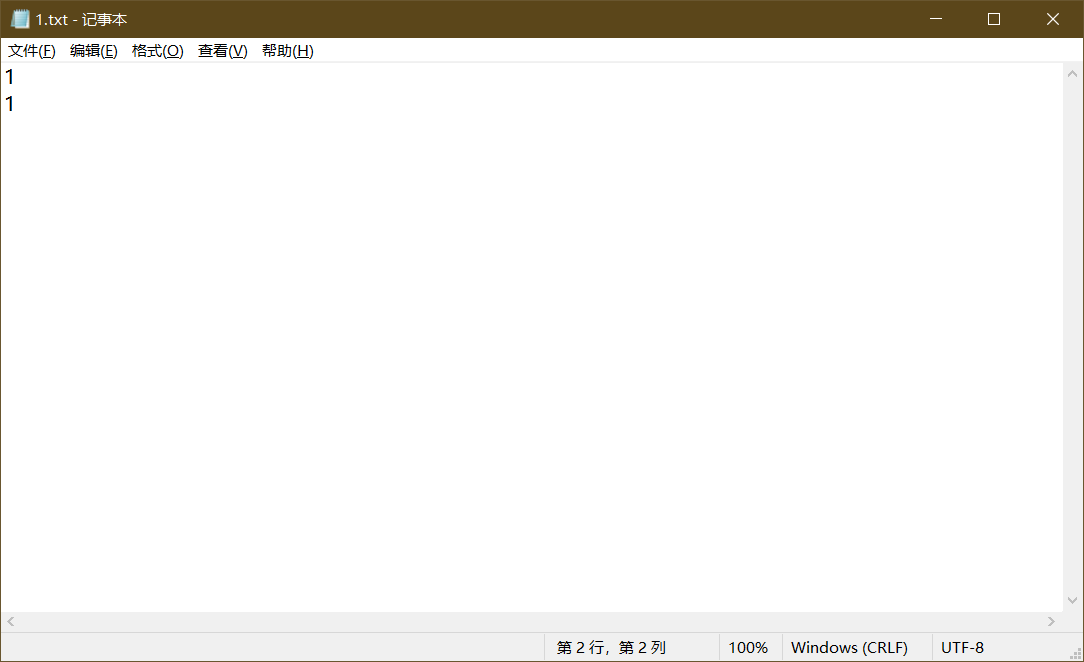 1.txt - 记事本
文件(F) 编辑(E) 格式(O) 查看(V) 帮助(H)
1
1
第 2 行，第 2 列 100% Windows (CRLF) UTF-8